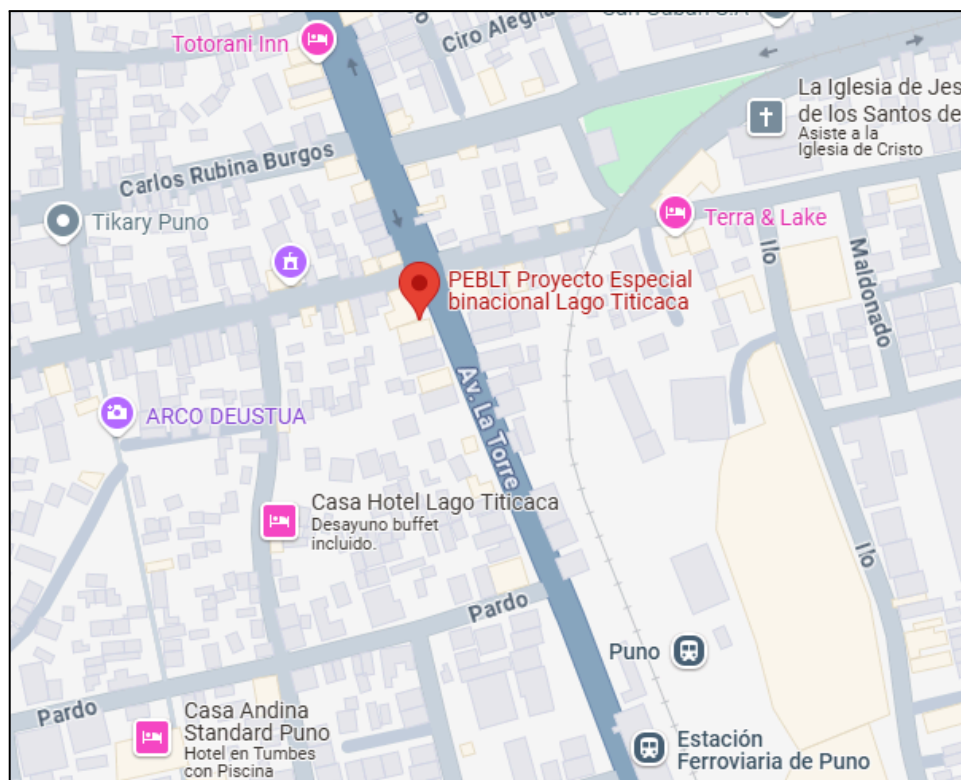 Totorani Inn
Ciro Alegría
Carlos Rubina Burgos
La Iglesia de Jes
de los Santos de
Asiste a la
Iglesia de Cristo
Tikary Puno
Terra & Lake
Ilo
Maldonado
PEBLT Proyecto Especial
binacional Lago Titicaca
Av. La Torre
ARCO DEUSTUA
Casa Hotel Lago Titicaca
Desayuno buffet
incluido.
Ilo
Pardo
Puno
Pardo
Casa Andina
Standard Puno
Hotel en Tumbes
con Piscina
Estación
Ferroviaria de Puno